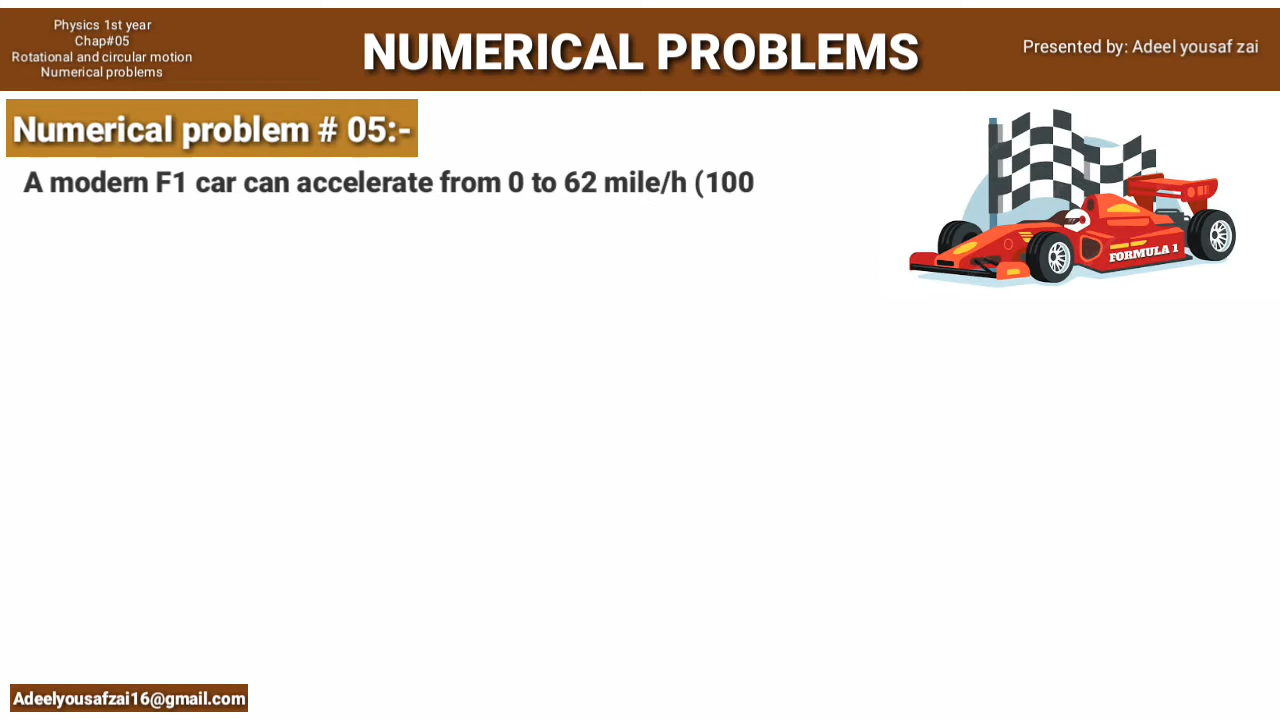 Physics 1st year
Chap#05
Rotational and circular motion
Numerical problems
NUMERICAL PROBLEMS
Presented by: Adeel yousaf zai
Numerical problem # 05:-
A modern F1 car can accelerate from 0 to 62 mile/h (100
FORMULA 1
Adeelyousafzai16@gmail.com